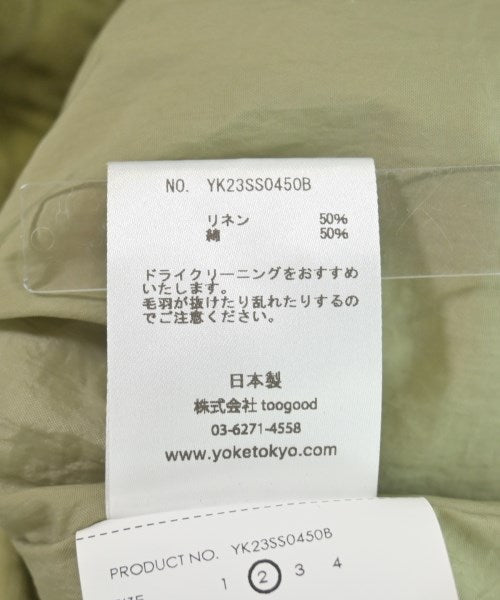 NO. YK23SS0450B
リネン 50%
綿 50%
ドライクリーニングをおすすめ
いたします。
毛羽が抜けたり乱れたりするの
でご注意ください。
日本製
株式会社 toogood
03-6271-4558
www.yoketokyo.com
PRODUCT NO. YK23SS0450B
SIZE 1 2 3 4